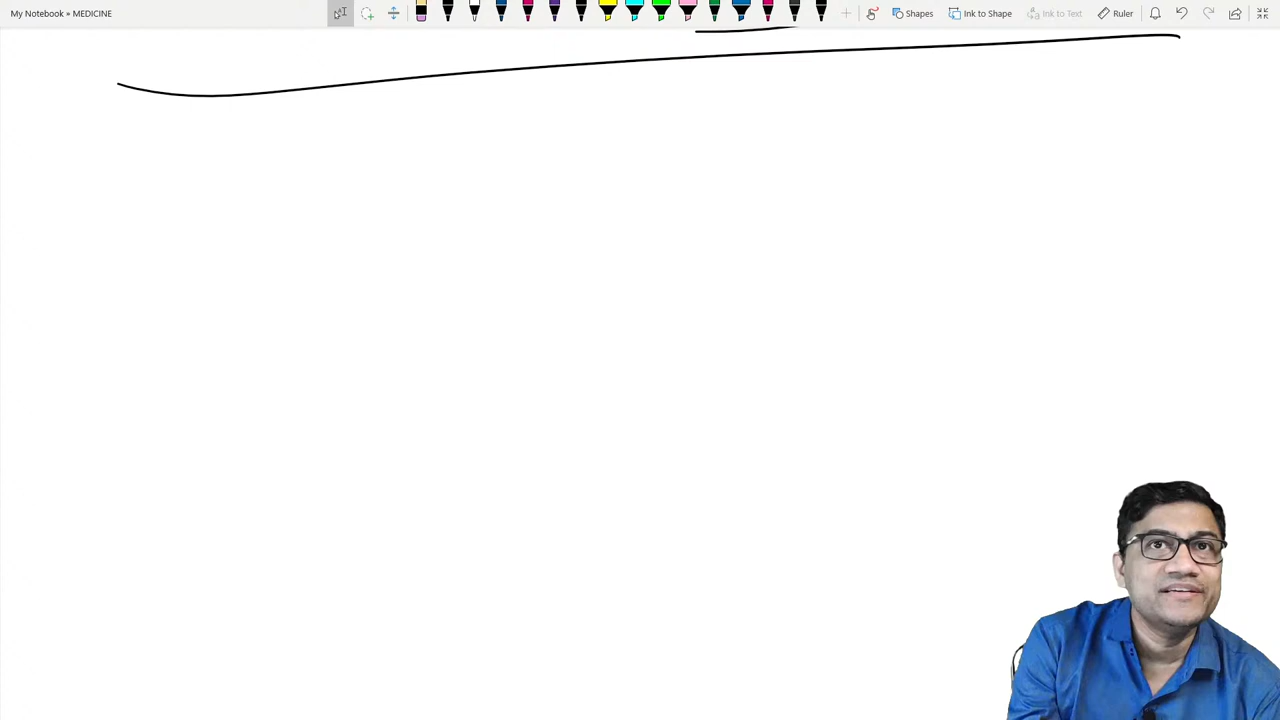 My Notebook » MEDICINE
Shapes
Ink to Shape
Ink to Text
Ruler